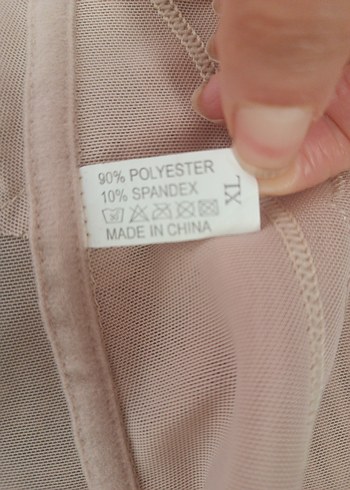 90% POLYESTER
10% SPANDEX
MADE IN CHINA
XL